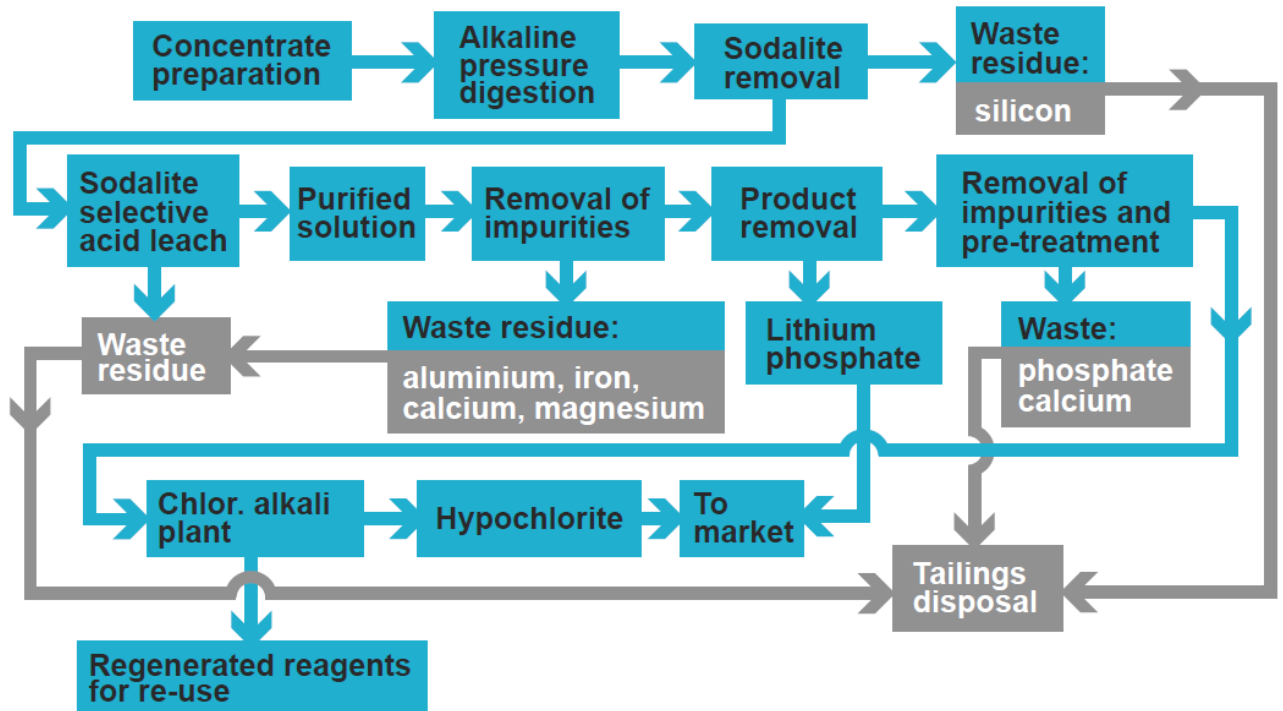 Concentrate
preparation
Alkaline
pressure
digestion
Sodalite
removal
Waste
residue:
silicon
Sodalite
selective
acid leach
Purified
solution
Removal of
impurities
Product
removal
Removal of
impurities and
pre-treatment
Waste
residue
Waste residue:
aluminium, iron,
calcium, magnesium
Lithium
phosphate
Waste:
phosphate
calcium
Chlor. alkali
plant
Hypochlorite
To
market
Tailings
disposal
Regenerated reagents
for re-use